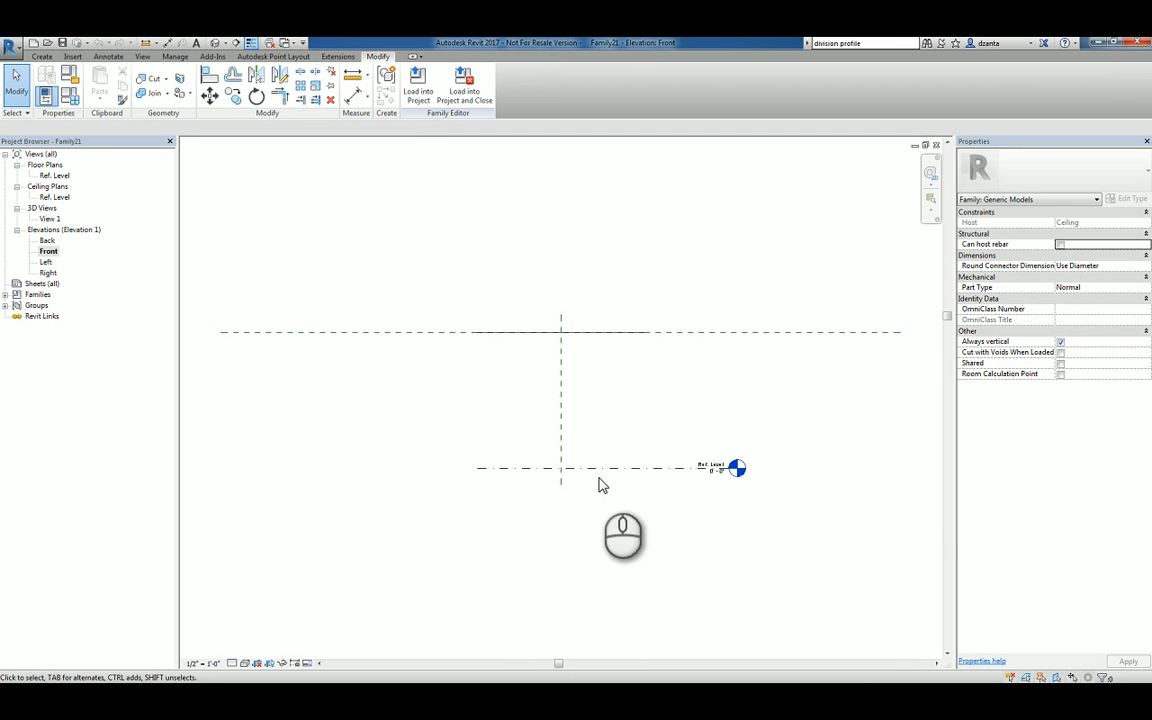 Autodesk Revit 2017 - Not For Resale Version - Family21 - Elevation: Front
division profile
dzanta
Create Insert Annotate View Manage Add-Ins Autodesk Point Layout Extensions Modify
Modify
Cut
Join
Paste
Load into Project
Load into Project and Close
Select Properties Clipboard Geometry Modify Measure Create Family Editor
Project Browser - Family21
Views (all)
Floor Plans
Ref. Level
Ceiling Plans
Ref. Level
3D Views
View 1
Elevations (Elevation 1)
Back
Front
Left
Right
Sheets (all)
Families
Groups
Revit Links
Ref. Level
0' - 0"
Properties
R
Family: Generic Models
Edit Type
Constraints
Host Ceiling
Structural
Can host rebar
Dimensions
Round Connector Dimension Use Diameter
Mechanical
Part Type Normal
Identity Data
OmniClass Number
OmniClass Title
Other
Always vertical
Cut with Voids When Loaded
Shared
Room Calculation Point
Properties help
Apply
1/2" = 1'-0"
Click to select, TAB for alternates, CTRL adds, SHIFT unselects.
:0